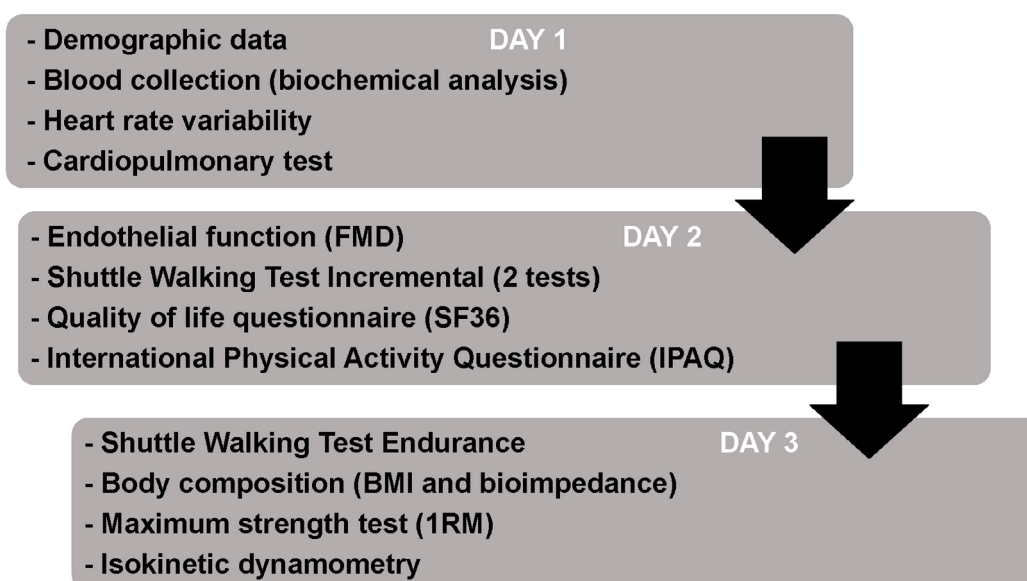 - Demographic data DAY 1
- Blood collection (biochemical analysis)
- Heart rate variability
- Cardiopulmonary test
- Endothelial function (FMD) DAY 2
- Shuttle Walking Test Incremental (2 tests)
- Quality of life questionnaire (SF36)
- International Physical Activity Questionnaire (IPAQ)
- Shuttle Walking Test Endurance DAY 3
- Body composition (BMI and bioimpedance)
- Maximum strength test (1RM)
- Isokinetic dynamometry